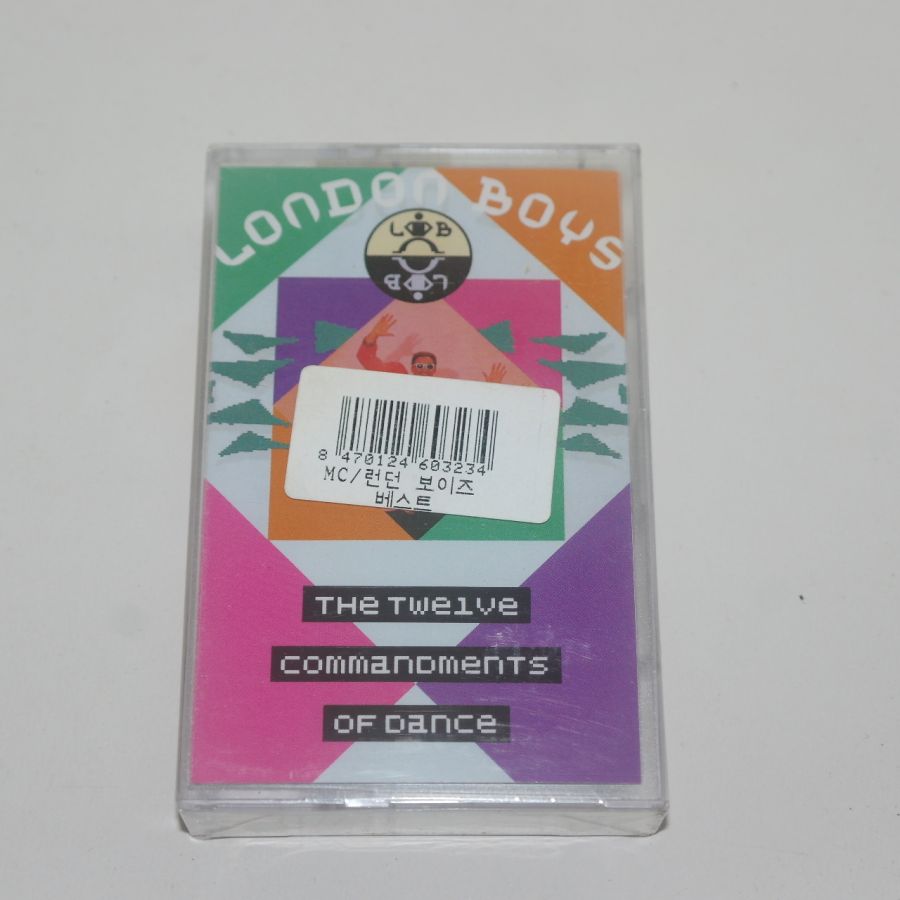 LONDON BOYS
L B
L B
8 470124 603234
MC/런던 보이즈
베스트
THE TWELVE
COMMANDMENTS
OF DANCE